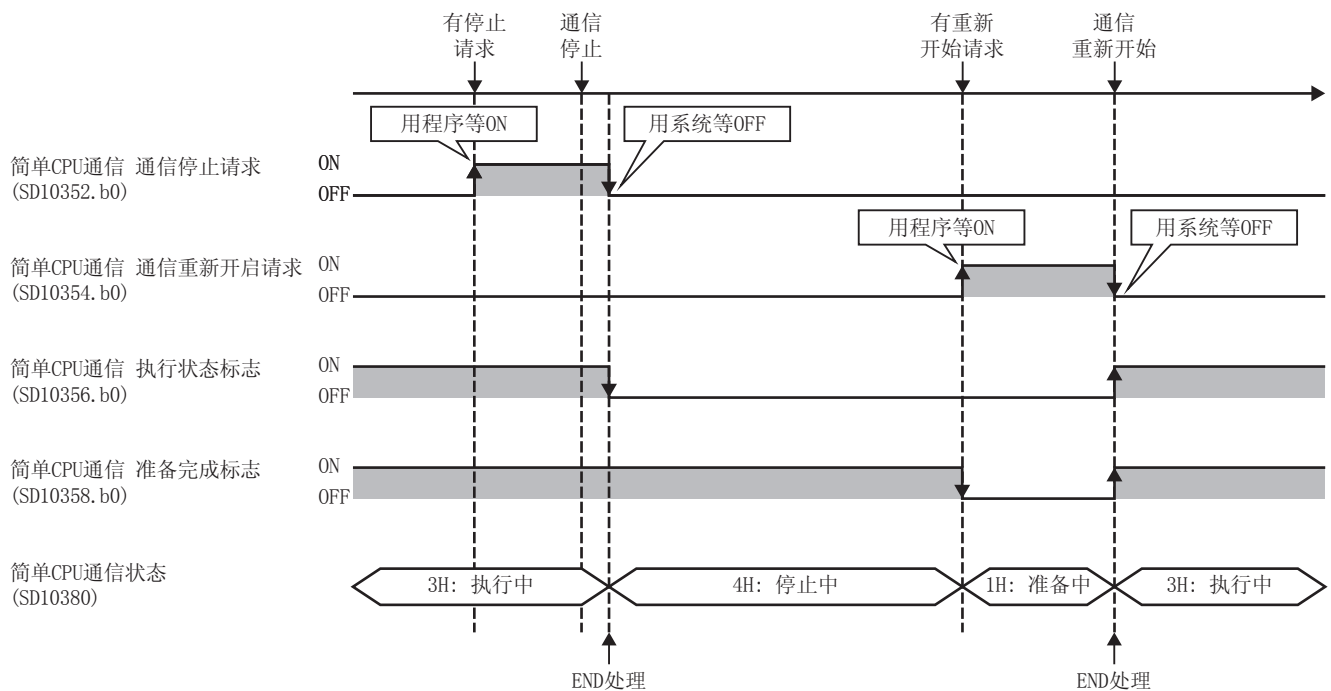 有停止
请求
通信
停止
有重新
开始请求
通信
重新开始
用程序等ON
用系统等OFF
简单CPU通信 通信停止请求
(SD10352.b0)
ON
OFF
用程序等ON
用系统等OFF
简单CPU通信 通信重新开启请求
(SD10354.b0)
ON
OFF
简单CPU通信 执行状态标志
(SD10356.b0)
ON
OFF
简单CPU通信 准备完成标志
(SD10358.b0)
ON
OFF
简单CPU通信状态
(SD10380)
3H: 执行中
4H: 停止中
1H: 准备中
3H: 执行中
END处理
END处理